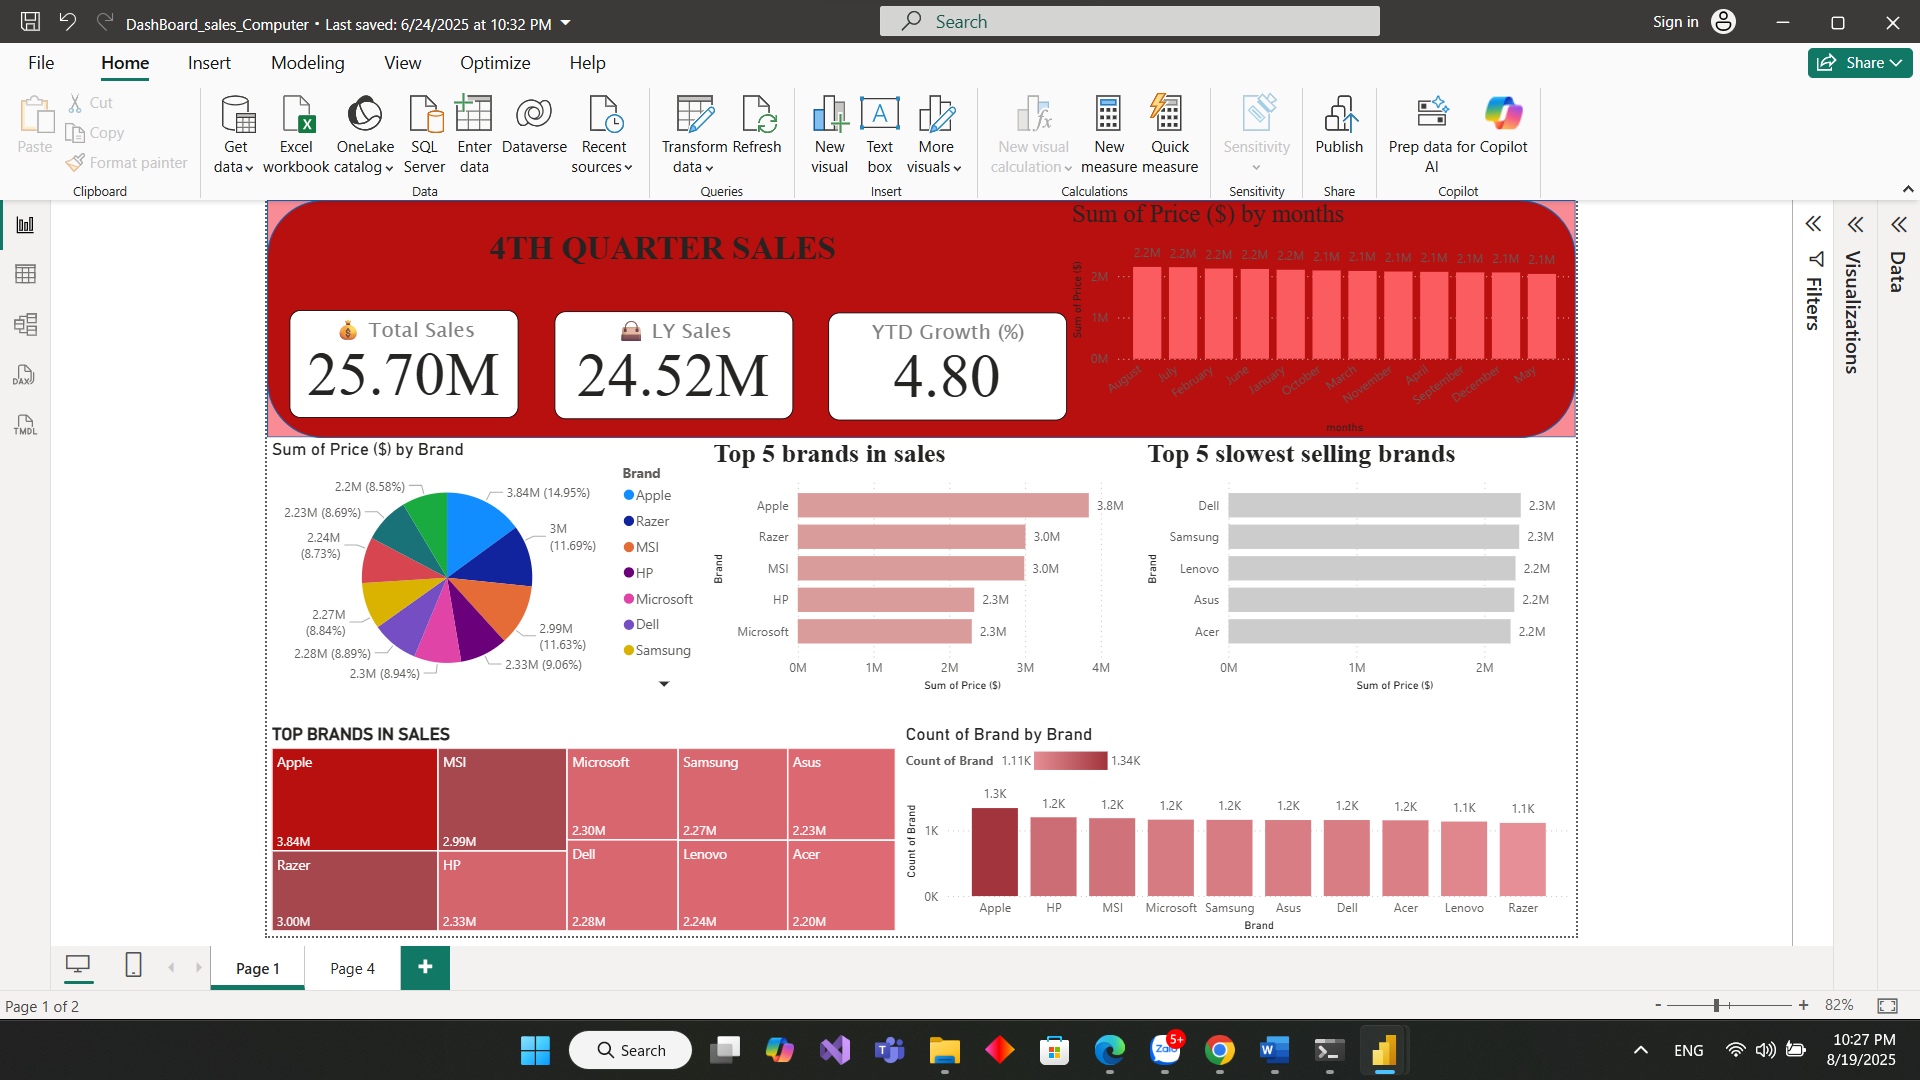 DashBoard_sales_Computer • Last saved: 6/24/2025 at 10:32 PM
Search
Sign in
File Home Insert Modeling View Optimize Help
Share
Paste
Cut
Copy
Format painter
Clipboard
Get data
Excel workbook
OneLake catalog
SQL Server
Enter data
Dataverse
Recent sources
Data
Transform data
Refresh
Queries
New visual
Text box
More visuals
Insert
New visual calculation
New measure
Quick measure
Calculations
Sensitivity
Sensitivity
Publish
Share
Prep data for AI
Copilot
Copilot
DAX
TMDL
Filters
Visualizations
Data
4TH QUARTER SALES
Total Sales
25.70M
LY Sales
24.52M
YTD Growth (%)
4.80
Sum of Price ($) by months
Sum of Price ($)
2M
1M
0M
2.2M 2.2M 2.2M 2.2M 2.2M 2.1M 2.1M 2.1M 2.1M 2.1M 2.1M 2.1M
August July February June January October March November April September December May
months
Sum of Price ($) by Brand
3.84M (14.95%)
3M (11.69%)
2.99M (11.63%)
2.33M (9.06%)
2.3M (8.94%)
2.28M (8.89%)
2.27M (8.84%)
2.24M (8.73%)
2.23M (8.69%)
2.2M (8.58%)
Brand
Apple
Razer
MSI
HP
Microsoft
Dell
Samsung
Top 5 brands in sales
Brand
Apple 3.8M
Razer 3.0M
MSI 3.0M
HP 2.3M
Microsoft 2.3M
0M 1M 2M 3M 4M
Sum of Price ($)
Top 5 slowest selling brands
Brand
Dell 2.3M
Samsung 2.3M
Lenovo 2.2M
Asus 2.2M
Acer 2.2M
0M 1M 2M
Sum of Price ($)
TOP BRANDS IN SALES
Apple
3.84M
Razer
3.00M
MSI
2.99M
HP
2.33M
Microsoft
2.30M
Dell
2.28M
Samsung
2.27M
Lenovo
2.24M
Asus
2.23M
Acer
2.20M
Count of Brand by Brand
Count of Brand 1.11K 1.34K
Count of Brand
1K
0K
1.3K 1.2K 1.2K 1.2K 1.2K 1.2K 1.2K 1.2K 1.1K 1.1K
Apple HP MSI Microsoft Samsung Asus Dell Acer Lenovo Razer
Brand
Page 1 Page 4 +
Page 1 of 2
- + 82%
Search
Zalo
5+
ENG
10:27 PM
8/19/2025